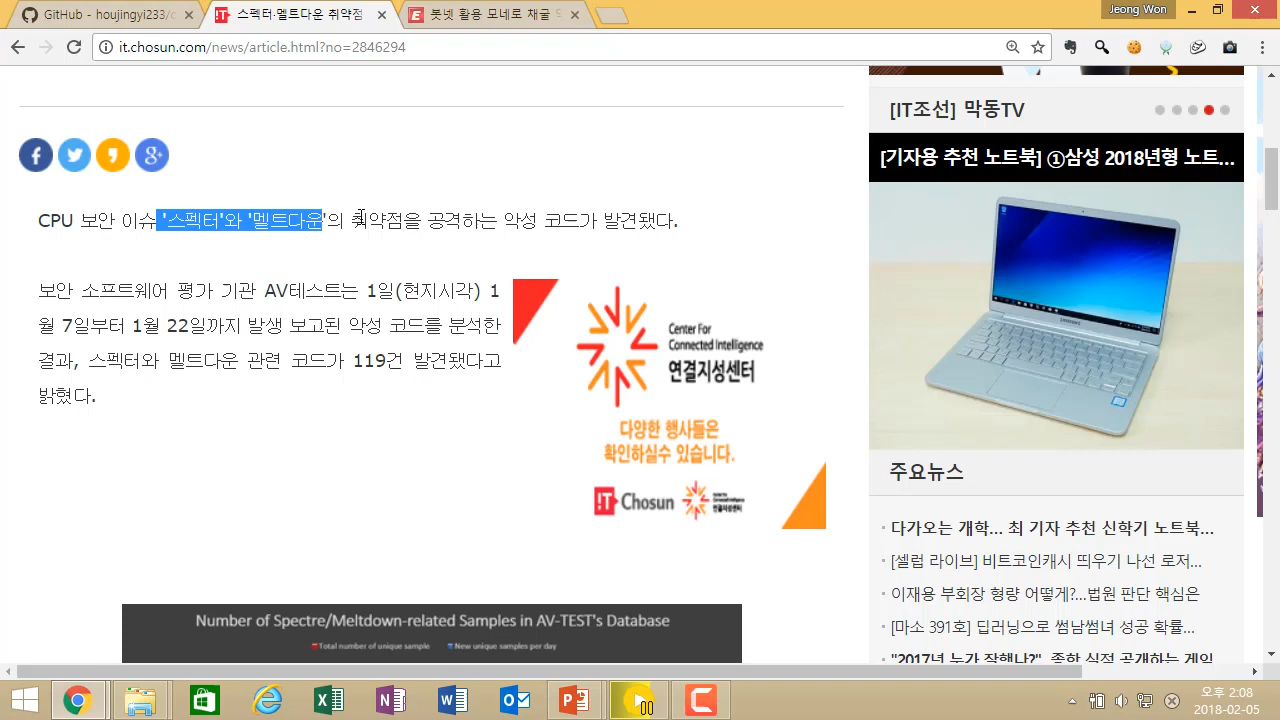 GitHub - houjingyi233/c
스펙터·멜트다운 취약점
봇넷 활용 모네로 채굴
Jeong Won
it.chosun.com/news/article.html?no=2846294
[IT조선] 막동TV
[기자용 추천 노트북] ①삼성 2018년형 노트...
CPU 보안 이슈 '스펙터'와 '멜트다운'의 취약점을 공격하는 악성 코드가 발견됐다.
보안 소프트웨어 평가 기관 AV테스트는 1일(현지시각) 1
월 7일부터 1월 22일까지 발생 보고된 악성 코드를 분석한
결과, 스펙터와 멜트다운 관련 코드가 119건 발견됐다고
밝혔다.
Center For
Connected Intelligence
연결지성센터
다양한 행사들은
확인하실수 있습니다.
IT Chosun
연결지성센터
주요뉴스
다가오는 개학... 최 기자 추천 신학기 노트북...
[셀럽 라이브] 비트코인캐시 띄우기 나선 로저...
이재용 부회장 형량 어떻게?...법원 판단 핵심은
[마소 391호] 딥러닝으로 썸남썸녀 성공 확률...
"2017년 누가 잘했나?", 종합 실적 공개하는 게임
Number of Spectre/Meltdown-related Samples in AV-TEST's Database
Total number of unique sample
New unique samples per day
오후 2:08
2018-02-05